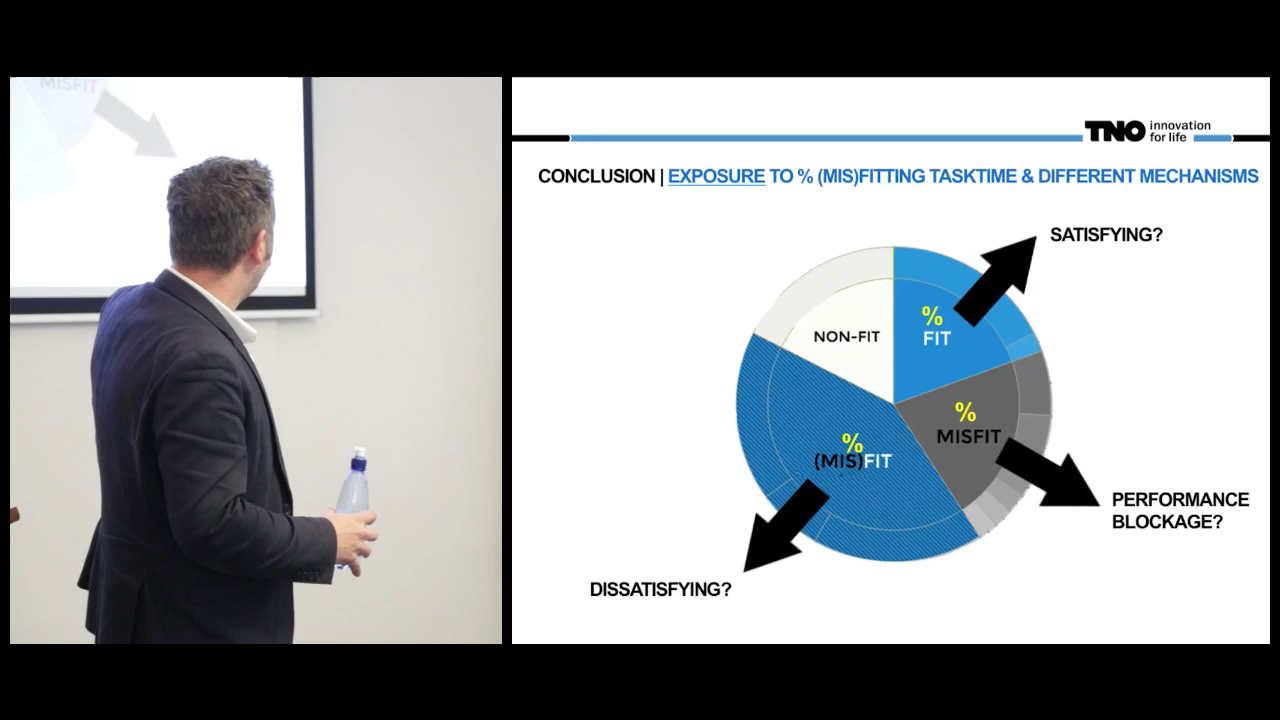 MISFIT
TNO innovation
for life
CONCLUSION | EXPOSURE TO % (MIS)FITTING TASKTIME & DIFFERENT MECHANISMS
SATISFYING?
%
FIT
NON-FIT
%
MISFIT
%
(MIS)FIT
PERFORMANCE
BLOCKAGE?
DISSATISFYING?